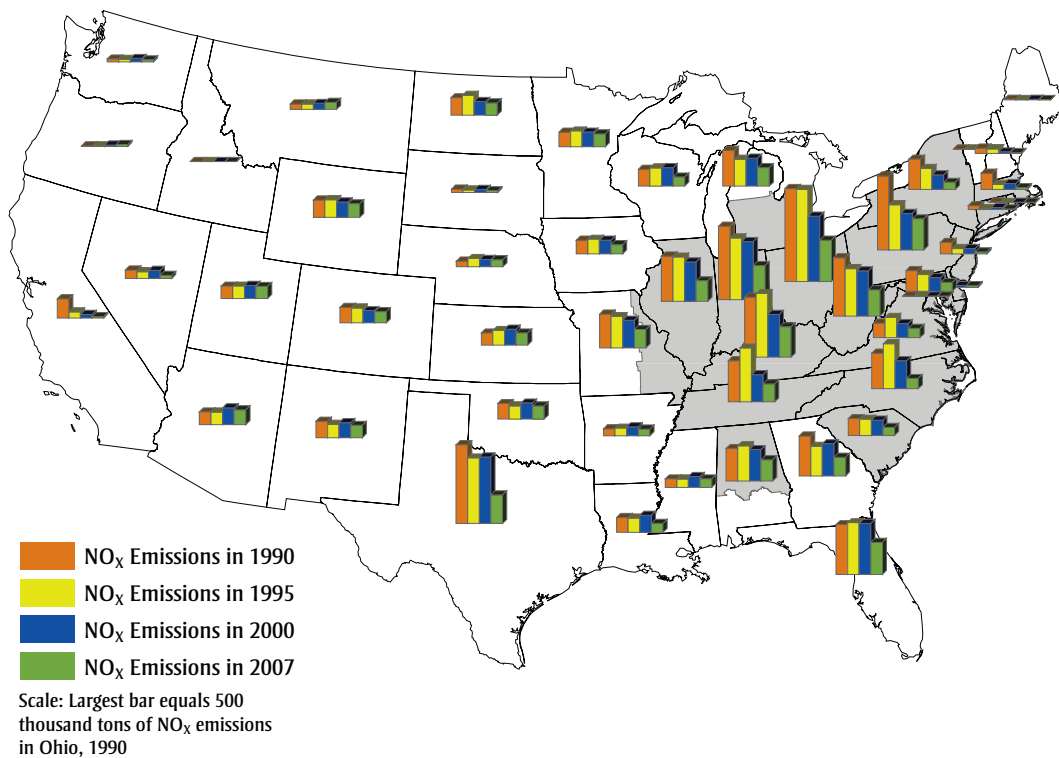 NOX Emissions in 1990
NOX Emissions in 1995
NOX Emissions in 2000
NOX Emissions in 2007
Scale: Largest bar equals 500
thousand tons of NOX emissions
in Ohio, 1990